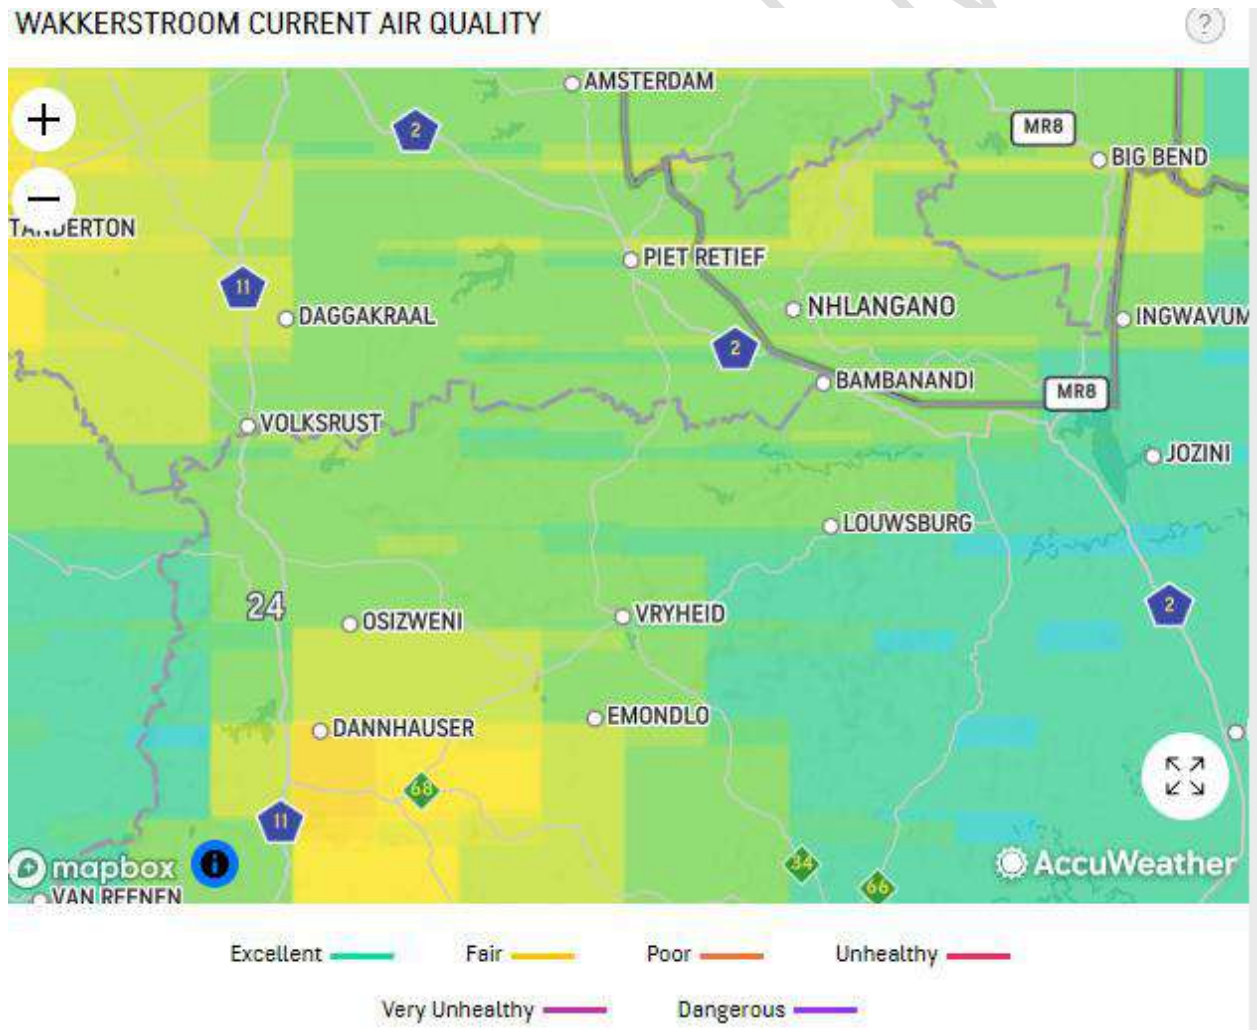 WAKKERSTROOM CURRENT AIR QUALITY
?
AMSTERDAM
+
2
MR8
BIG BEND
−
TANDERTON
PIET RETIEF
11
DAGGAKRAAL
NHLANGANO
INGWAVUM
2
BAMBANANDI
MR8
VOLKSRUST
JOZINI
LOUWSBURG
24
OSIZWENI
VRYHEID
2
DANNHAUSER
EMONDLO
68
11
mapbox
i
34
66
AccuWeather
VAN REENEN
Excellent
Fair
Poor
Unhealthy
Very Unhealthy
Dangerous